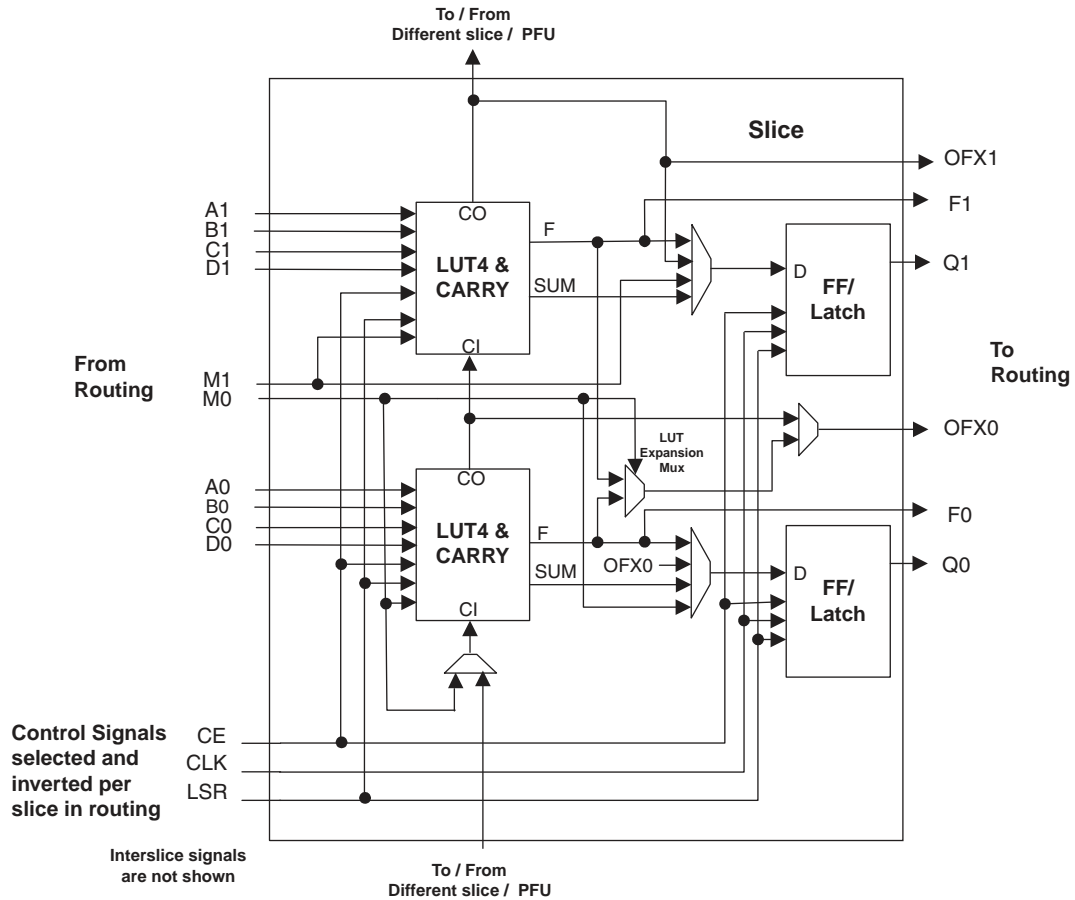 To / From
Different slice / PFU
Slice
OFX1
F1
A1
B1
C1
D1
CO
LUT4 &
CARRY
CI
F
SUM
D
FF/
Latch
Q1
From
Routing
M1
M0
To
Routing
OFX0
LUT
Expansion
Mux
A0
B0
C0
D0
CO
LUT4 &
CARRY
CI
F
SUM
OFX0
F0
D
FF/
Latch
Q0
Control Signals
selected and
inverted per
slice in routing
CE
CLK
LSR
Interslice signals
are not shown
To / From
Different slice / PFU